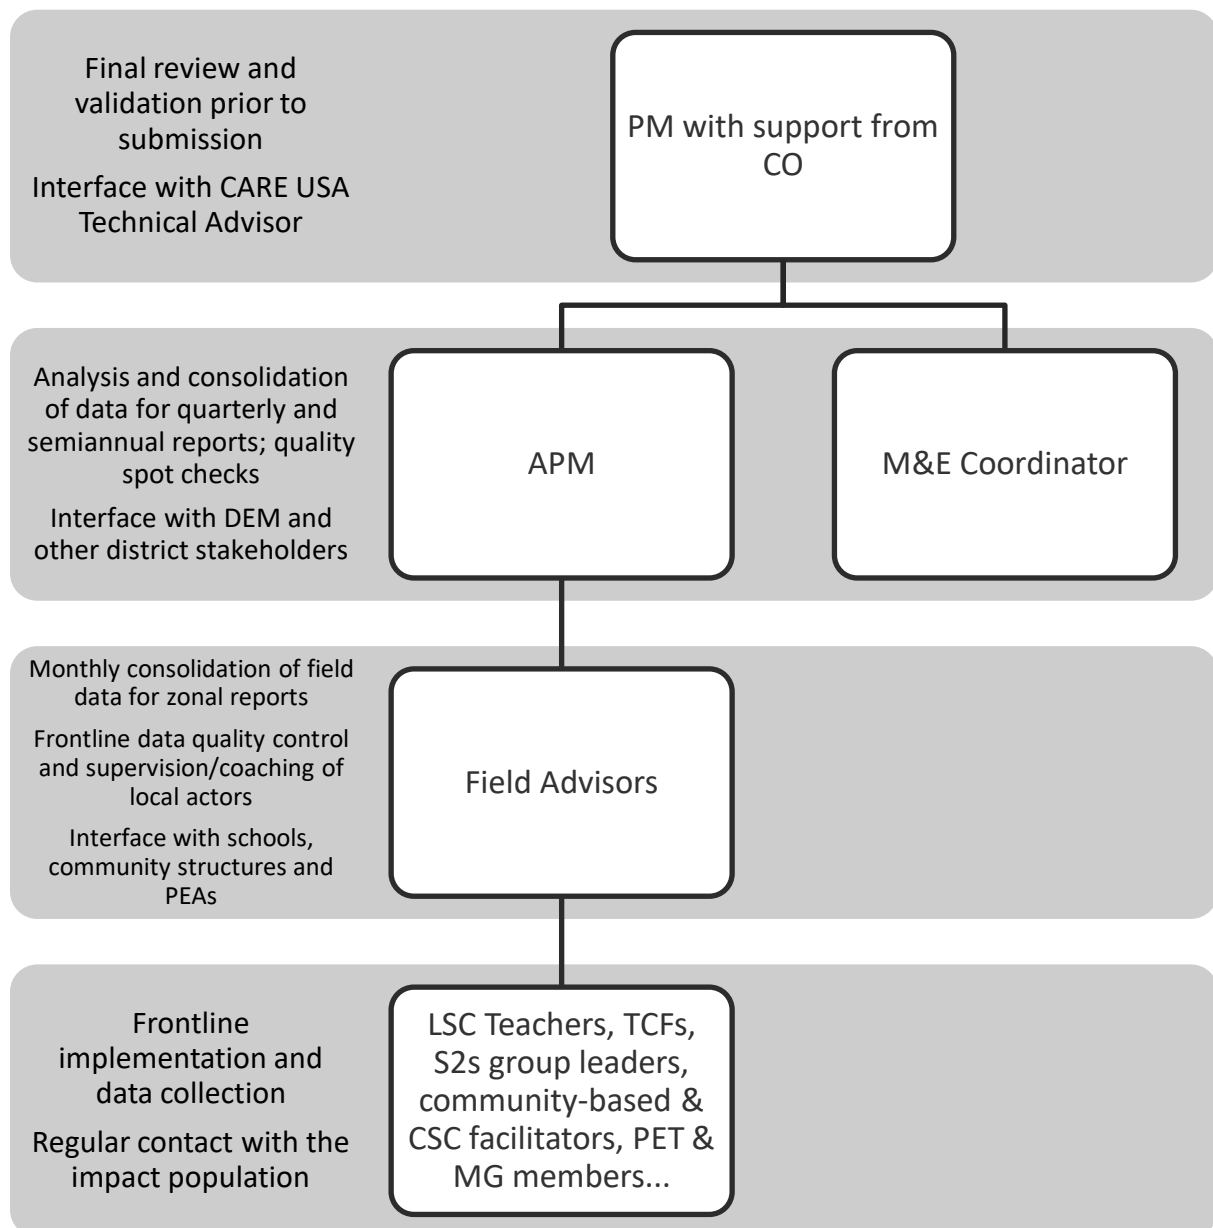 Final review and
validation prior to
submission
Interface with CARE USA
Technical Advisor
PM with support from
CO
Analysis and consolidation
of data for quarterly and
semiannual reports; quality
spot checks
Interface with DEM and
other district stakeholders
APM
M&E Coordinator
Monthly consolidation of field
data for zonal reports
Frontline data quality control
and supervision/coaching of
local actors
Interface with schools,
community structures and
PEAs
Field Advisors
Frontline
implementation and
data collection
Regular contact with the
impact population
LSC Teachers, TCFs,
S2s group leaders,
community-based &
CSC facilitators, PET &
MG members...